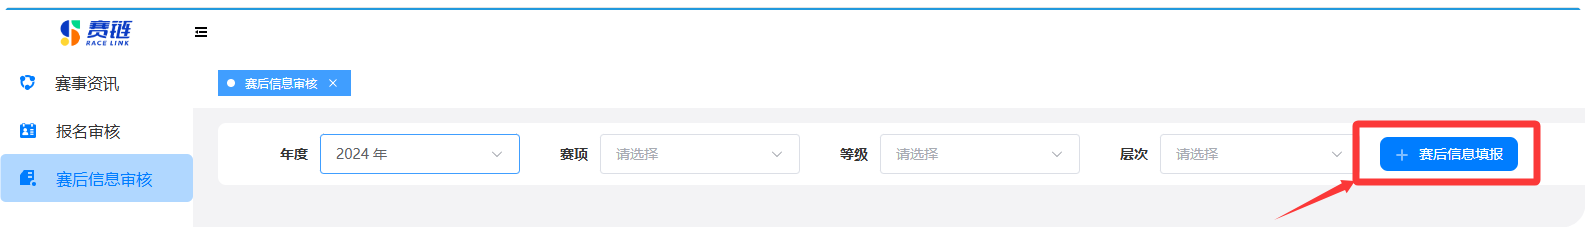 赛链
RACE LINK
赛事资讯
报名审核
赛后信息审核
赛后信息审核 ×
年度 2024 年 赛项 请选择 等级 请选择 层次 请选择 + 赛后信息填报